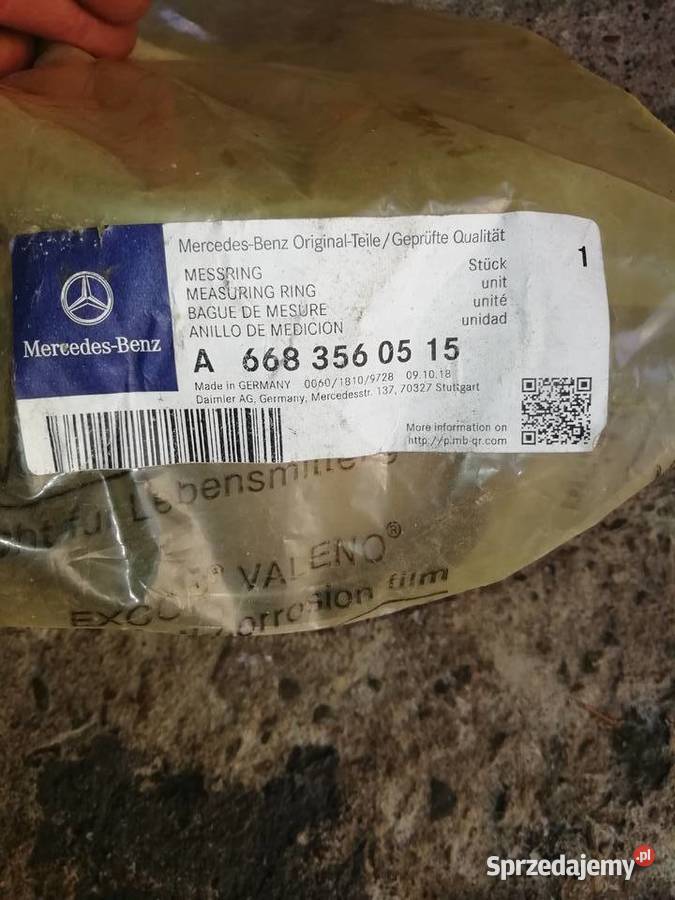 Mercedes-Benz
Mercedes-Benz Original-Teile/Geprüfte Qualität
MESSRING
MEASURING RING
BAGUE DE MESURE
ANILLO DE MEDICION
Stück
unit
unité
unidad
1
A 668 356 05 15
Made in GERMANY 0060/1810/9728 09.10.18
Daimler AG, Germany, Mercedesstr. 137, 70327 Stuttgart
More information on
http://p.mb-qr.com
für Lebensmitte
VALENO®
film
Sprzedajemy.pl